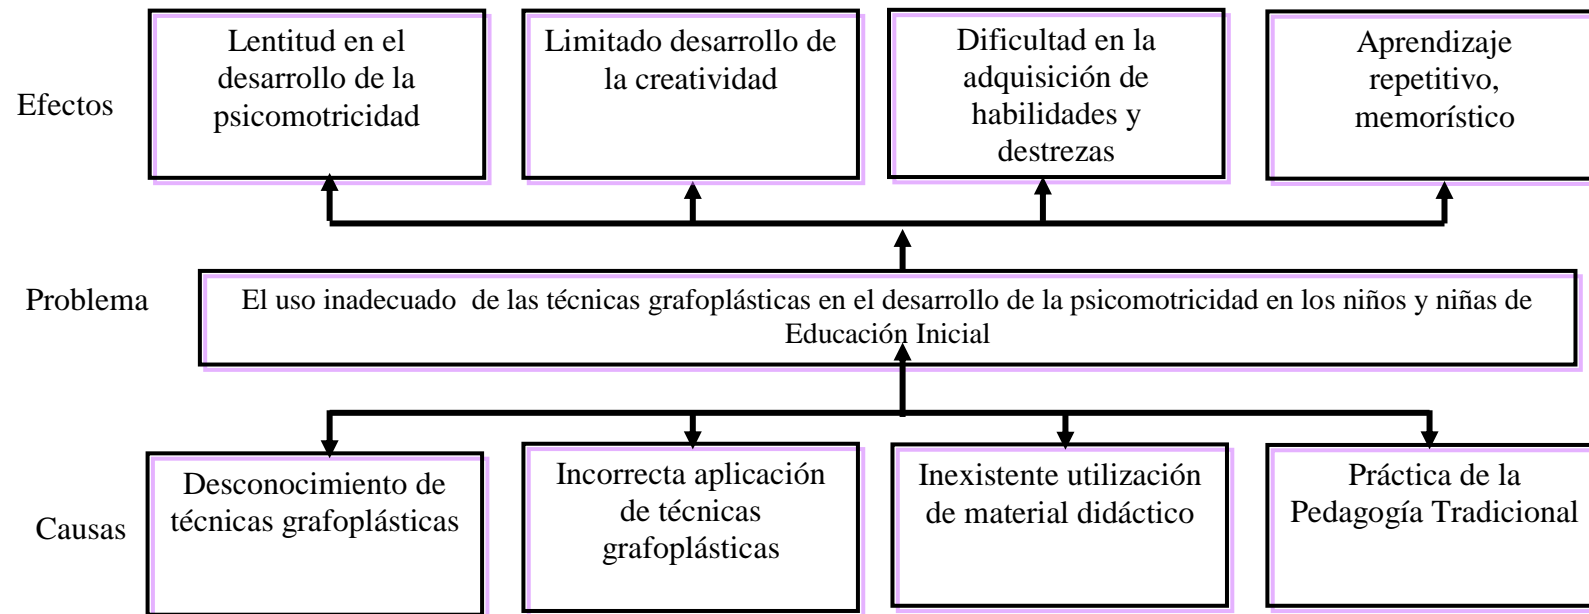 Efectos
Lentitud en el
desarrollo de la
psicomotricidad
Limitado desarrollo de
la creatividad
Dificultad en la
adquisición de
habilidades y
destrezas
Aprendizaje
repetitivo,
memorístico
Problema
El uso inadecuado  de las técnicas grafoplásticas en el desarrollo de la psicomotricidad en los niños y niñas de
Educación Inicial
Causas
Desconocimiento de
técnicas grafoplásticas
Incorrecta aplicación
de técnicas
grafoplásticas
Inexistente utilización
de material didáctico
Práctica de la
Pedagogía Tradicional